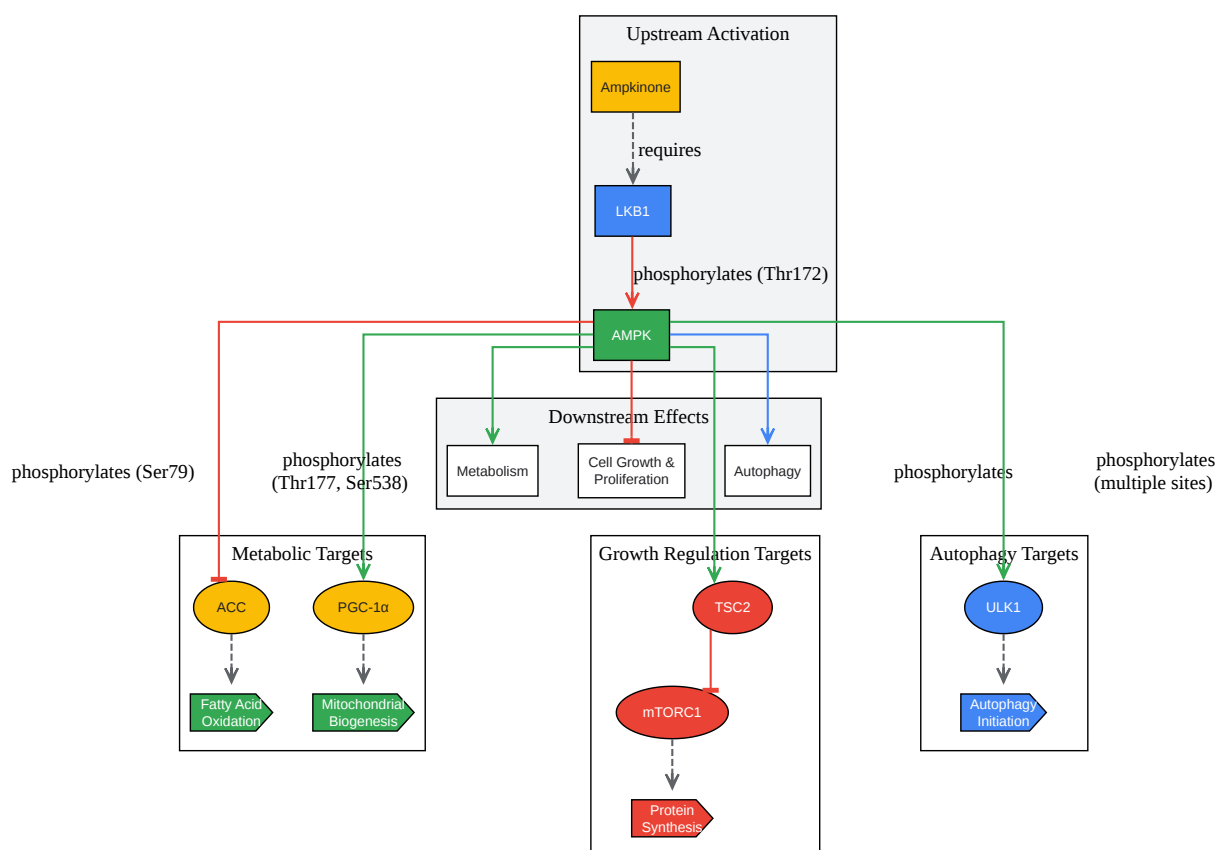 Upstream Activation
Ampkinone
requires
LKB1
phosphorylates (Thr172)
AMPK
Downstream Effects
Metabolism
Cell Growth &
Proliferation
Autophagy
phosphorylates (Ser79)
phosphorylates
(Thr177, Ser538)
phosphorylates
phosphorylates
(multiple sites)
Metabolic Targets
ACC
PGC-1α
Fatty Acid
Oxidation
Mitochondrial
Biogenesis
Growth Regulation Targets
TSC2
mTORC1
Protein
Synthesis
Autophagy Targets
ULK1
Autophagy
Initiation